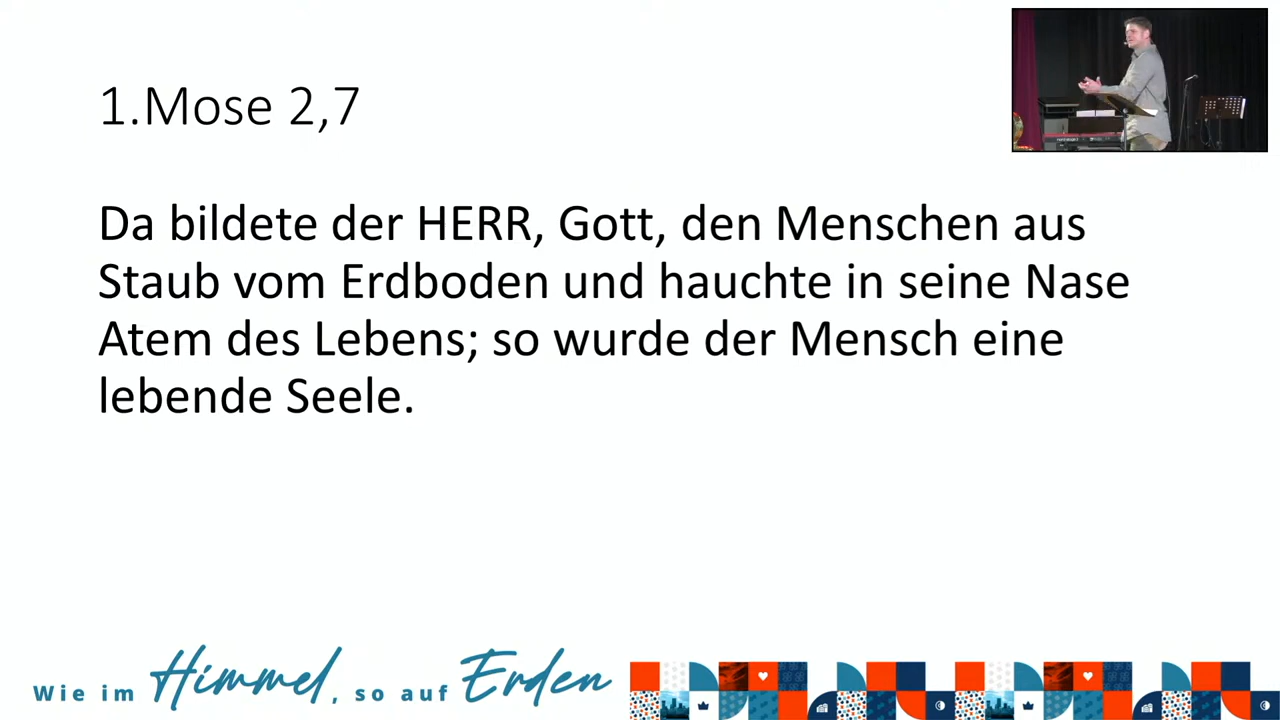 1.Mose 2,7
Da bildete der HERR, Gott, den Menschen aus
Staub vom Erdboden und hauchte in seine Nase
Atem des Lebens; so wurde der Mensch eine
lebende Seele.
Wie im Himmel, so auf Erden